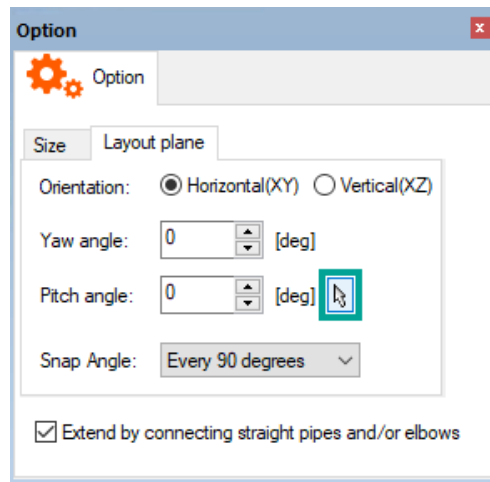 Option
x
Option
Size Layout plane
Orientation: Horizontal(XY) Vertical(XZ)
Yaw angle: 0 [deg]
Pitch angle: 0 [deg]
Snap Angle: Every 90 degrees
Extend by connecting straight pipes and/or elbows